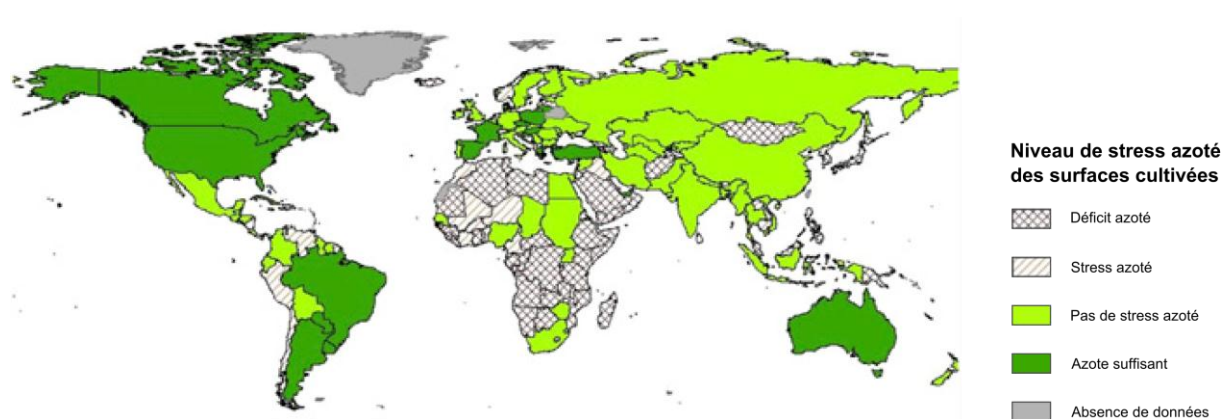 Niveau de stress azoté
des surfaces cultivées
Déficit azoté
Stress azoté
Pas de stress azoté
Azote suffisant
Absence de données